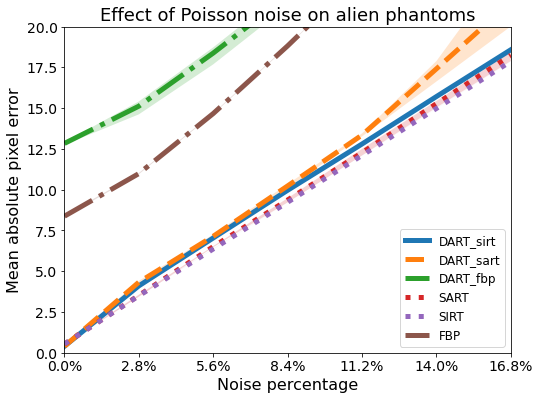 Effect of Poisson noise on alien phantoms
Mean absolute pixel error
20.0
17.5
15.0
12.5
10.0
7.5
5.0
2.5
0.0
DART_sirt
DART_sart
DART_fbp
SART
SIRT
FBP
0.0% 2.8% 5.6% 8.4% 11.2% 14.0% 16.8%
Noise percentage